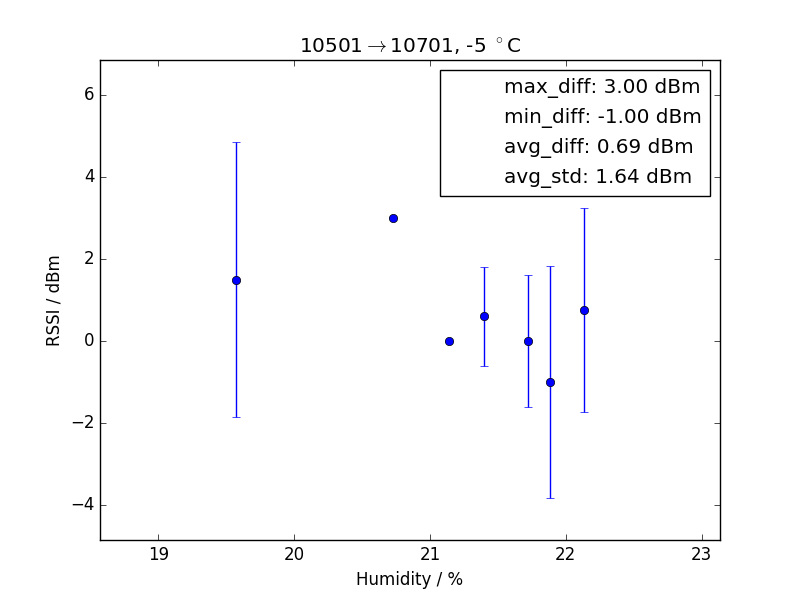 10501→10701, -5 °C
max_diff: 3.00 dBm
min_diff: -1.00 dBm
avg_diff: 0.69 dBm
avg_std: 1.64 dBm
RSSI / dBm
6
4
2
0
−2
−4
19 20 21 22 23
Humidity / %